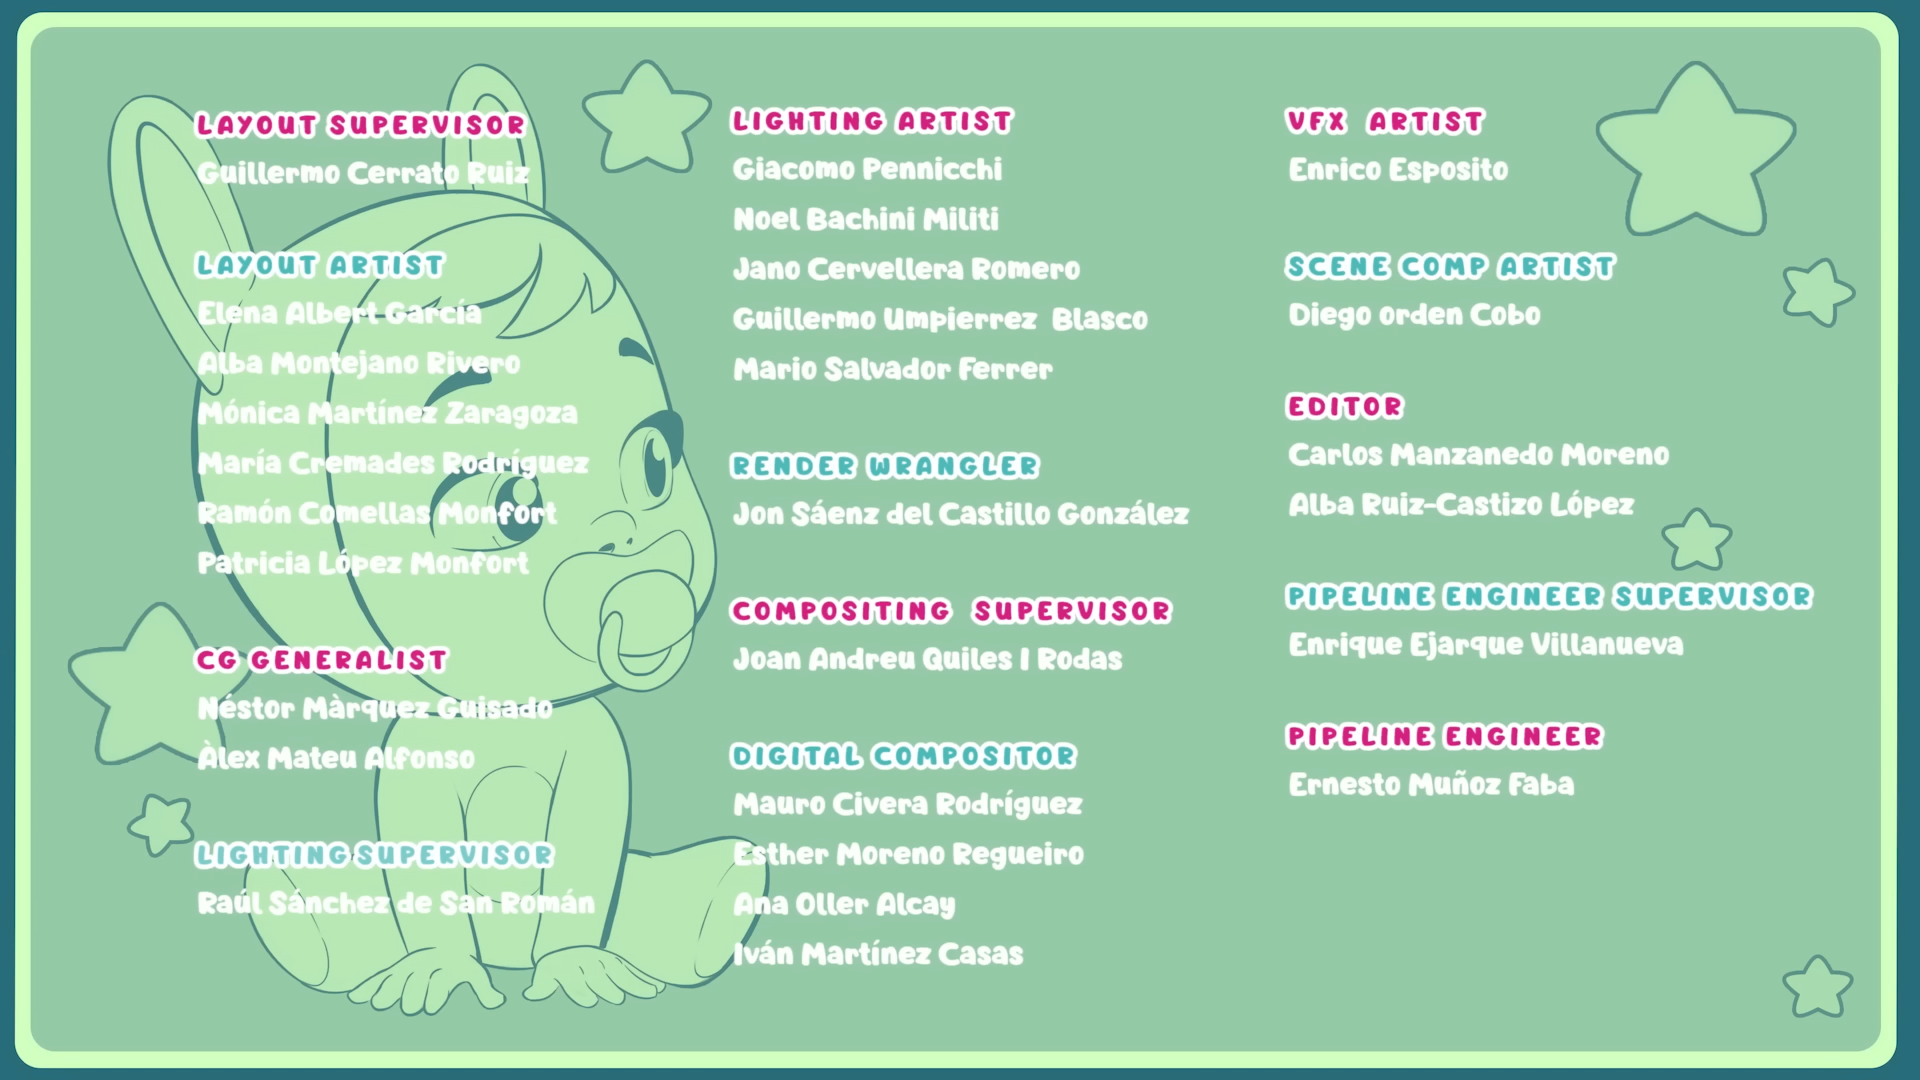 LAYOUT SUPERVISOR
Guillermo Cerrato Ruiz
LAYOUT ARTIST
Elena Albert García
Alba Montejano Rivero
Mónica Martínez Zaragoza
María Cremades Rodríguez
Ramón Comellas Monfort
Patricia López Monfort
CG GENERALIST
Néstor Màrquez Guisado
Àlex Mateu Alfonso
LIGHTING SUPERVISOR
Raúl Sánchez de San Román
LIGHTING ARTIST
Giacomo Pennicchi
Noel Bachini Militi
Jano Cervellera Romero
Guillermo Umpierrez Blasco
Mario Salvador Ferrer
RENDER WRANGLER
Jon Sáenz del Castillo González
COMPOSITING SUPERVISOR
Joan Andreu Quiles I Rodas
DIGITAL COMPOSITOR
Mauro Civera Rodríguez
Esther Moreno Regueiro
Ana Oller Alcay
Iván Martínez Casas
VFX ARTIST
Enrico Esposito
SCENE COMP ARTIST
Diego orden Cobo
EDITOR
Carlos Manzanedo Moreno
Alba Ruiz-Castizo López
PIPELINE ENGINEER SUPERVISOR
Enrique Ejarque Villanueva
PIPELINE ENGINEER
Ernesto Muñoz Faba